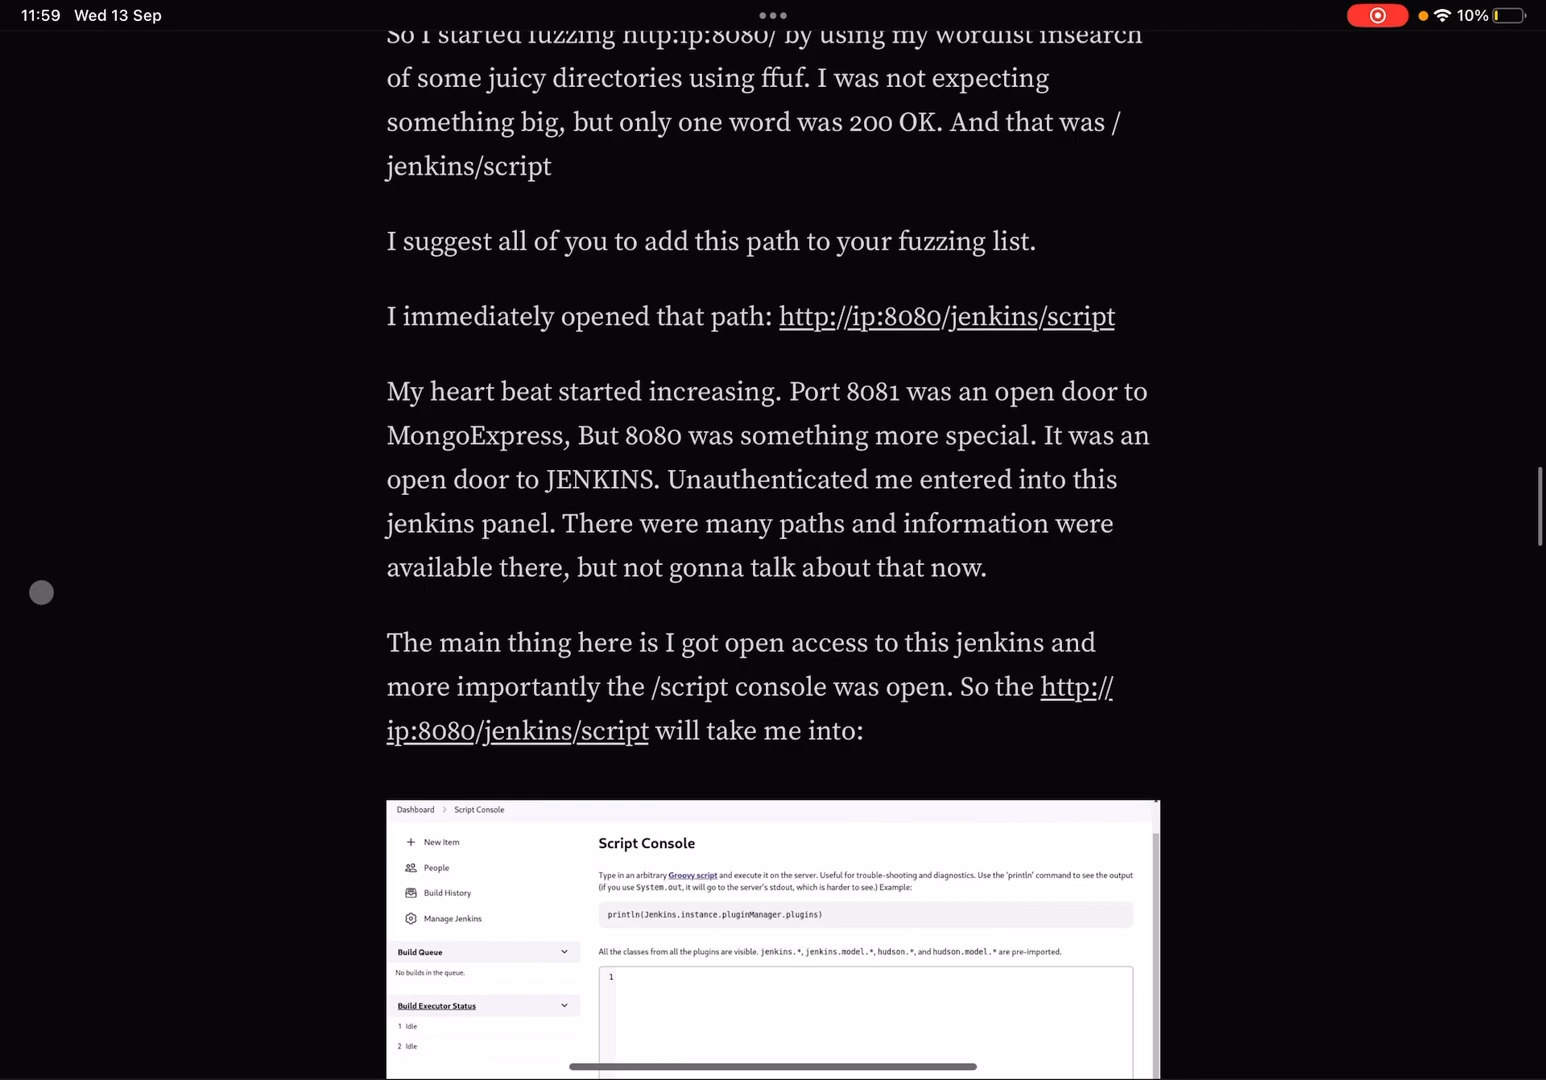 11:59 Wed 13 Sep
10%
So I started fuzzing http:ip:8080/ by using my wordlist insearch
of some juicy directories using ffuf. I was not expecting
something big, but only one word was 200 OK. And that was /
jenkins/script
I suggest all of you to add this path to your fuzzing list.
I immediately opened that path: http://ip:8080/jenkins/script
My heart beat started increasing. Port 8081 was an open door to
MongoExpress, But 8080 was something more special. It was an
open door to JENKINS. Unauthenticated me entered into this
jenkins panel. There were many paths and information were
available there, but not gonna talk about that now.
The main thing here is I got open access to this jenkins and
more importantly the /script console was open. So the http://
ip:8080/jenkins/script will take me into:
Dashboard > Script Console
New Item
People
Build History
Manage Jenkins
Build Queue
No builds in the queue.
Build Executor Status
1 Idle
2 Idle
Script Console
Type in an arbitrary Groovy script and execute it on the server. Useful for trouble-shooting and diagnostics. Use the 'println' command to see the output
(if you use System.out, it will go to the server's stdout, which is harder to see.) Example:
println(Jenkins.instance.pluginManager.plugins)
All the classes from all the plugins are visible. jenkins.*, jenkins.model.*, hudson.*, and hudson.model.* are pre-imported.
1